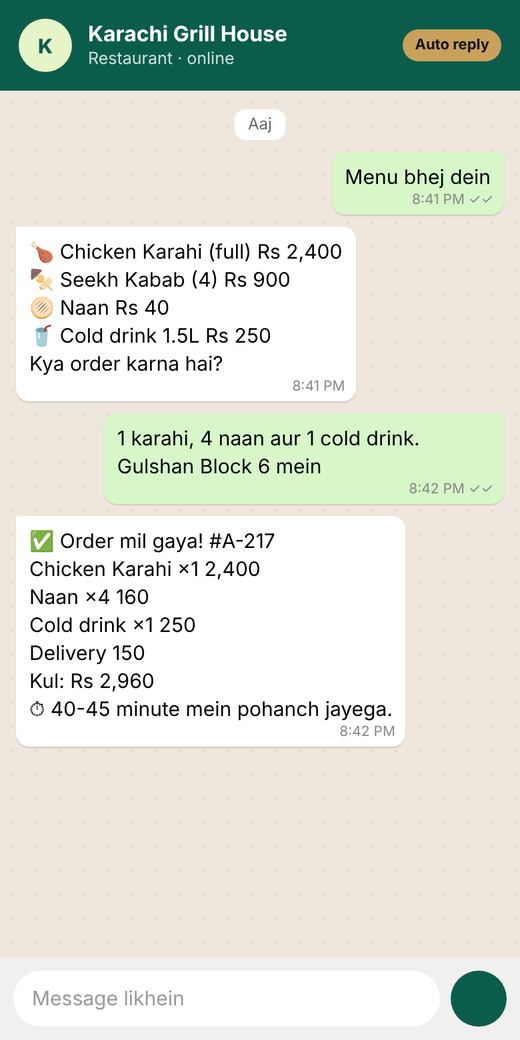 K
Karachi Grill House
Restaurant · online
Auto reply
Aaj
Menu bhej dein
8:41 PM ✓✓
🍗 Chicken Karahi (full) Rs 2,400
🍢 Seekh Kabab (4) Rs 900
🫓 Naan Rs 40
🥤 Cold drink 1.5L Rs 250
Kya order karna hai?
8:41 PM
1 karahi, 4 naan aur 1 cold drink.
Gulshan Block 6 mein
8:42 PM ✓✓
✅ Order mil gaya! #A-217
Chicken Karahi ×1 2,400
Naan ×4 160
Cold drink ×1 250
Delivery 150
Kul: Rs 2,960
⏱ 40-45 minute mein pohanch jayega.
8:42 PM
Message likhein